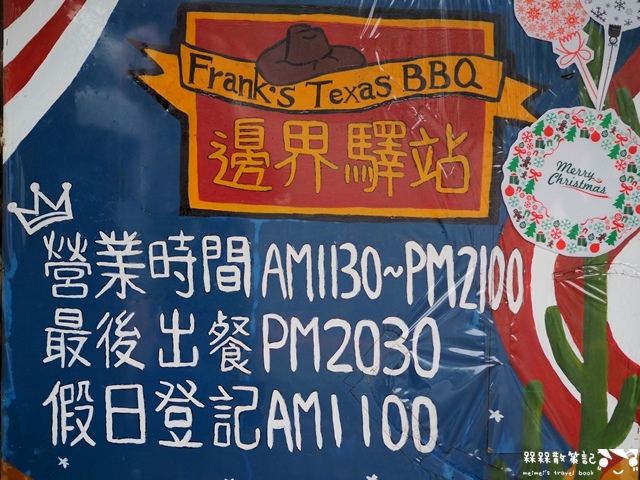 Frank's Texas BBQ
邊界驛站
Merry
Christmas
營業時間AM1130~PM2100
最後出餐PM2030
假日登記AM1100
槑槑散策記
meimei's travel book